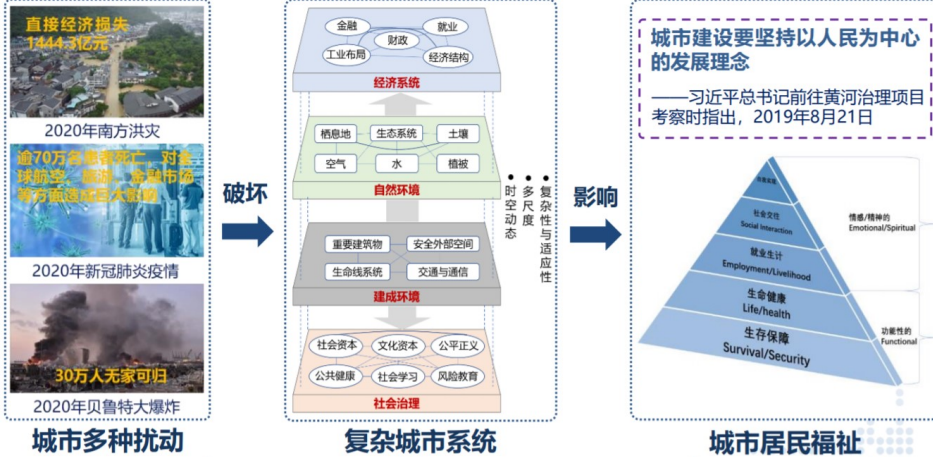 直接经济损失
1444.3亿元
2020年南方洪灾
逾70万名患者死亡，对全
球航空、旅游、金融市场
等方面造成巨大影响
2020年新冠肺炎疫情
30万人无家可归
2020年贝鲁特大爆炸
城市多种扰动
破坏
金融
就业
财政
工业布局
经济结构
经济系统
栖息地
生态系统
土壤
空气
水
植被
自然环境
重要建筑物
安全外部空间
生命线系统
交通与通信
建成环境
社会资本
文化资本
公平正义
公共健康
社会学习
风险教育
社会治理
• 复杂性与适应性
• 多尺度
• 时空动态
复杂城市系统
影响
城市建设要坚持以人民为中心
的发展理念
——习近平总书记前往黄河治理项目
考察时指出，2019年8月21日
社会交往
Social Interaction
就业生计
Employment/Livelihood
生命健康
Life/health
生存保障
Survival/Security
情感/精神的
Emotional/Spiritual
功能性的
Functional
城市居民福祉